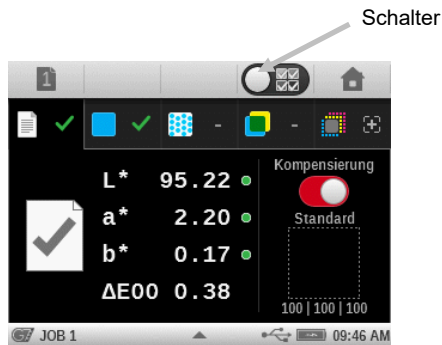 Schalter
1
- -
L* 95.22
a* 2.20
b* 0.17
ΔE00 0.38
Kompensierung
Standard
100 | 100 | 100
JOB 1 09:46 AM